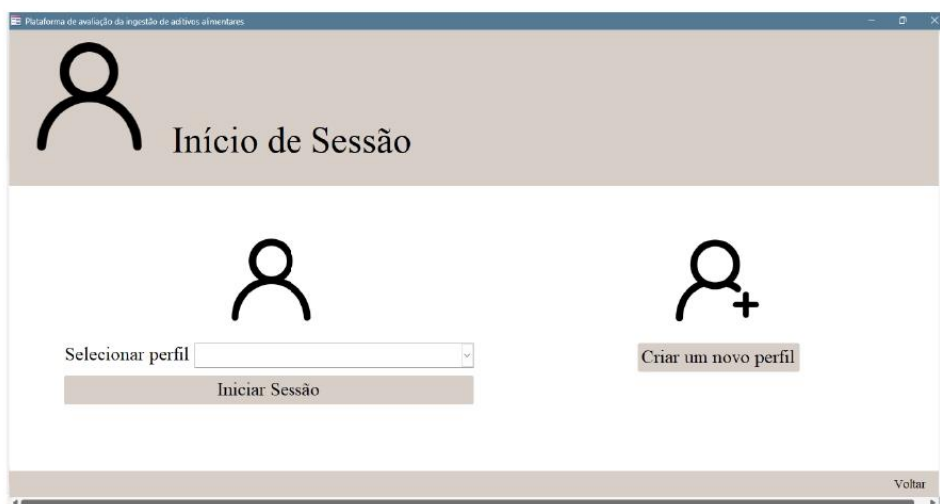 Plataforma de avaliação da ingestão de aditivos alimentares
Início de Sessão
Selecionar perfil
Iniciar Sessão
Criar um novo perfil
Voltar